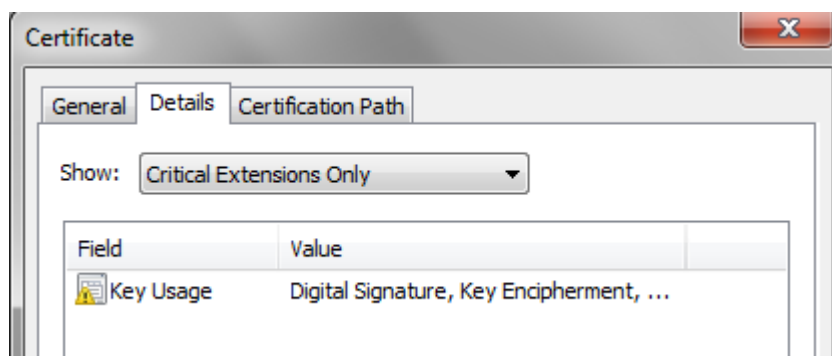 Certificate
General Details Certification Path
Show: Critical Extensions Only
Field Value
Key Usage Digital Signature, Key Encipherment, ...